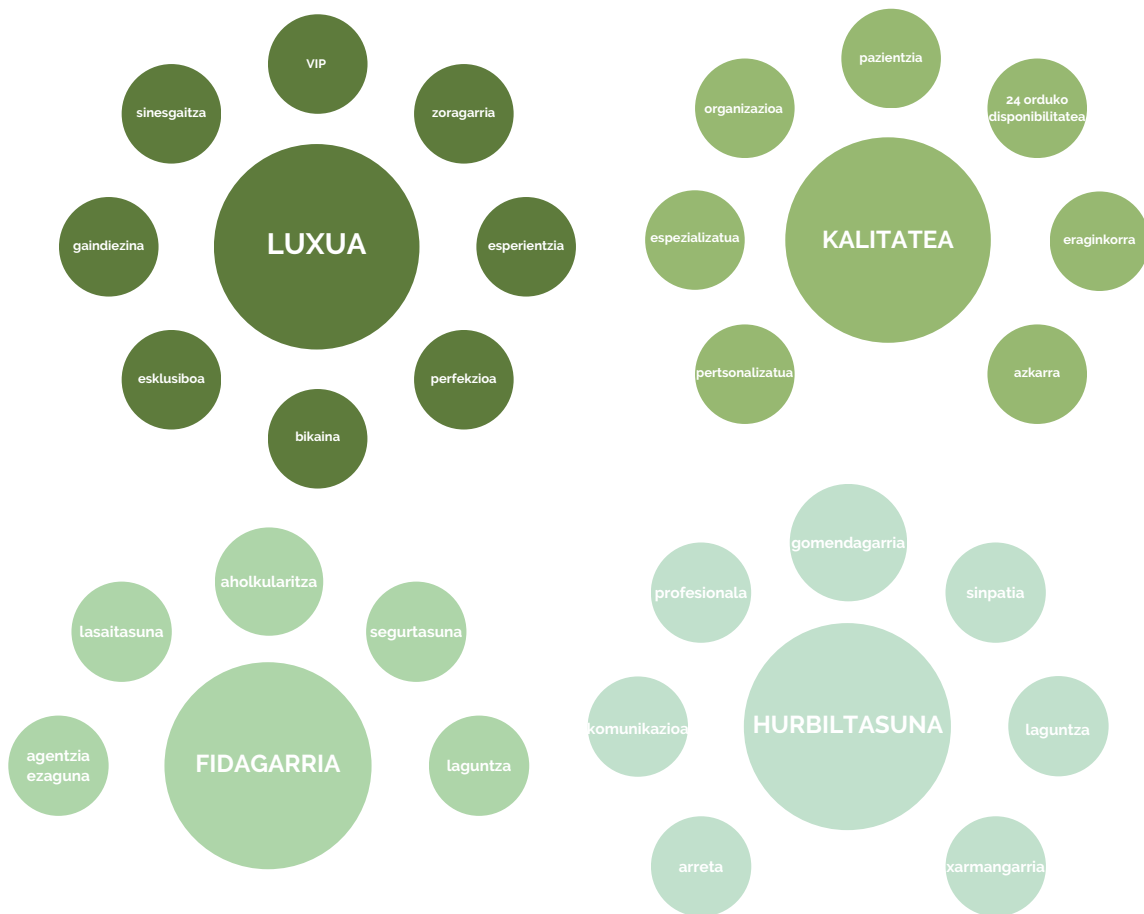 VIP
sinesgaitza
zoragarria
gaindiezina
LUXUA
esperientzia
esklusiboa
perfekzioa
bikaina
pazientzia
organizazioa
24 orduko
disponibilitatea
espezializatua
KALITATEA
eraginkorra
pertsonalizatua
azkarra
aholkularitza
lasaitasuna
segurtasuna
agentzia
ezaguna
FIDAGARRIA
laguntza
gomendagarria
profesionala
sinpatia
komunikazioa
HURBILTASUNA
laguntza
arreta
xarmangarria